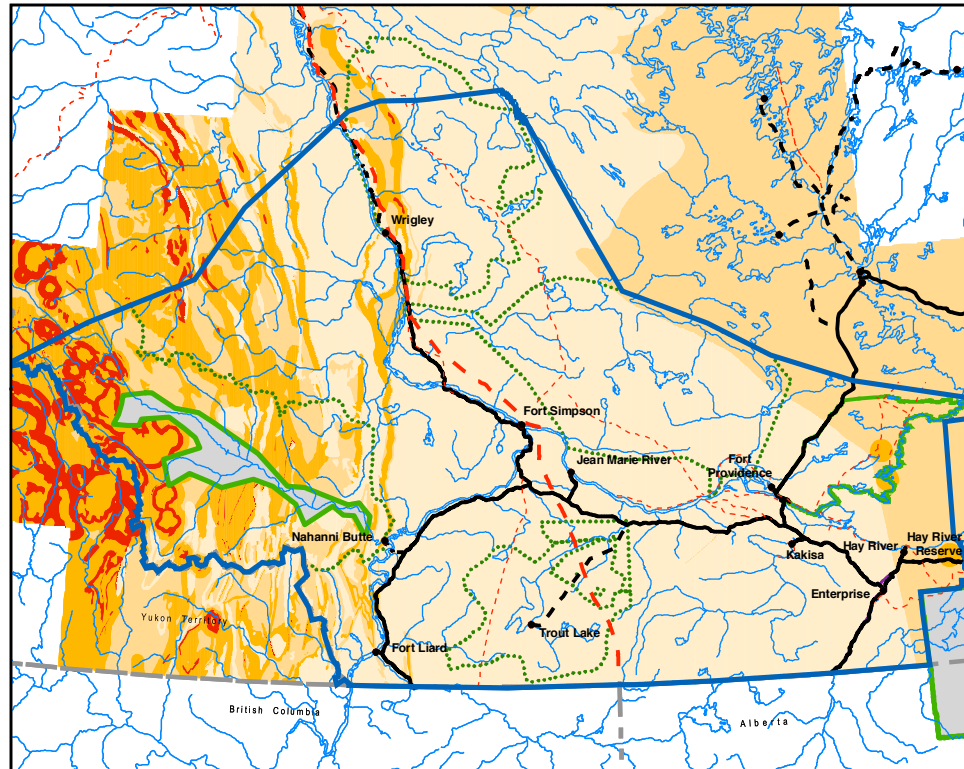 Wrigley
Fort Simpson
Jean Marie River
Fort
Providence
Nahanni Butte
Kakisa
Hay River
Hay River
Reserve
Enterprise
Yukon Territory
Trout Lake
Fort Liard
British Columbia
Alberta